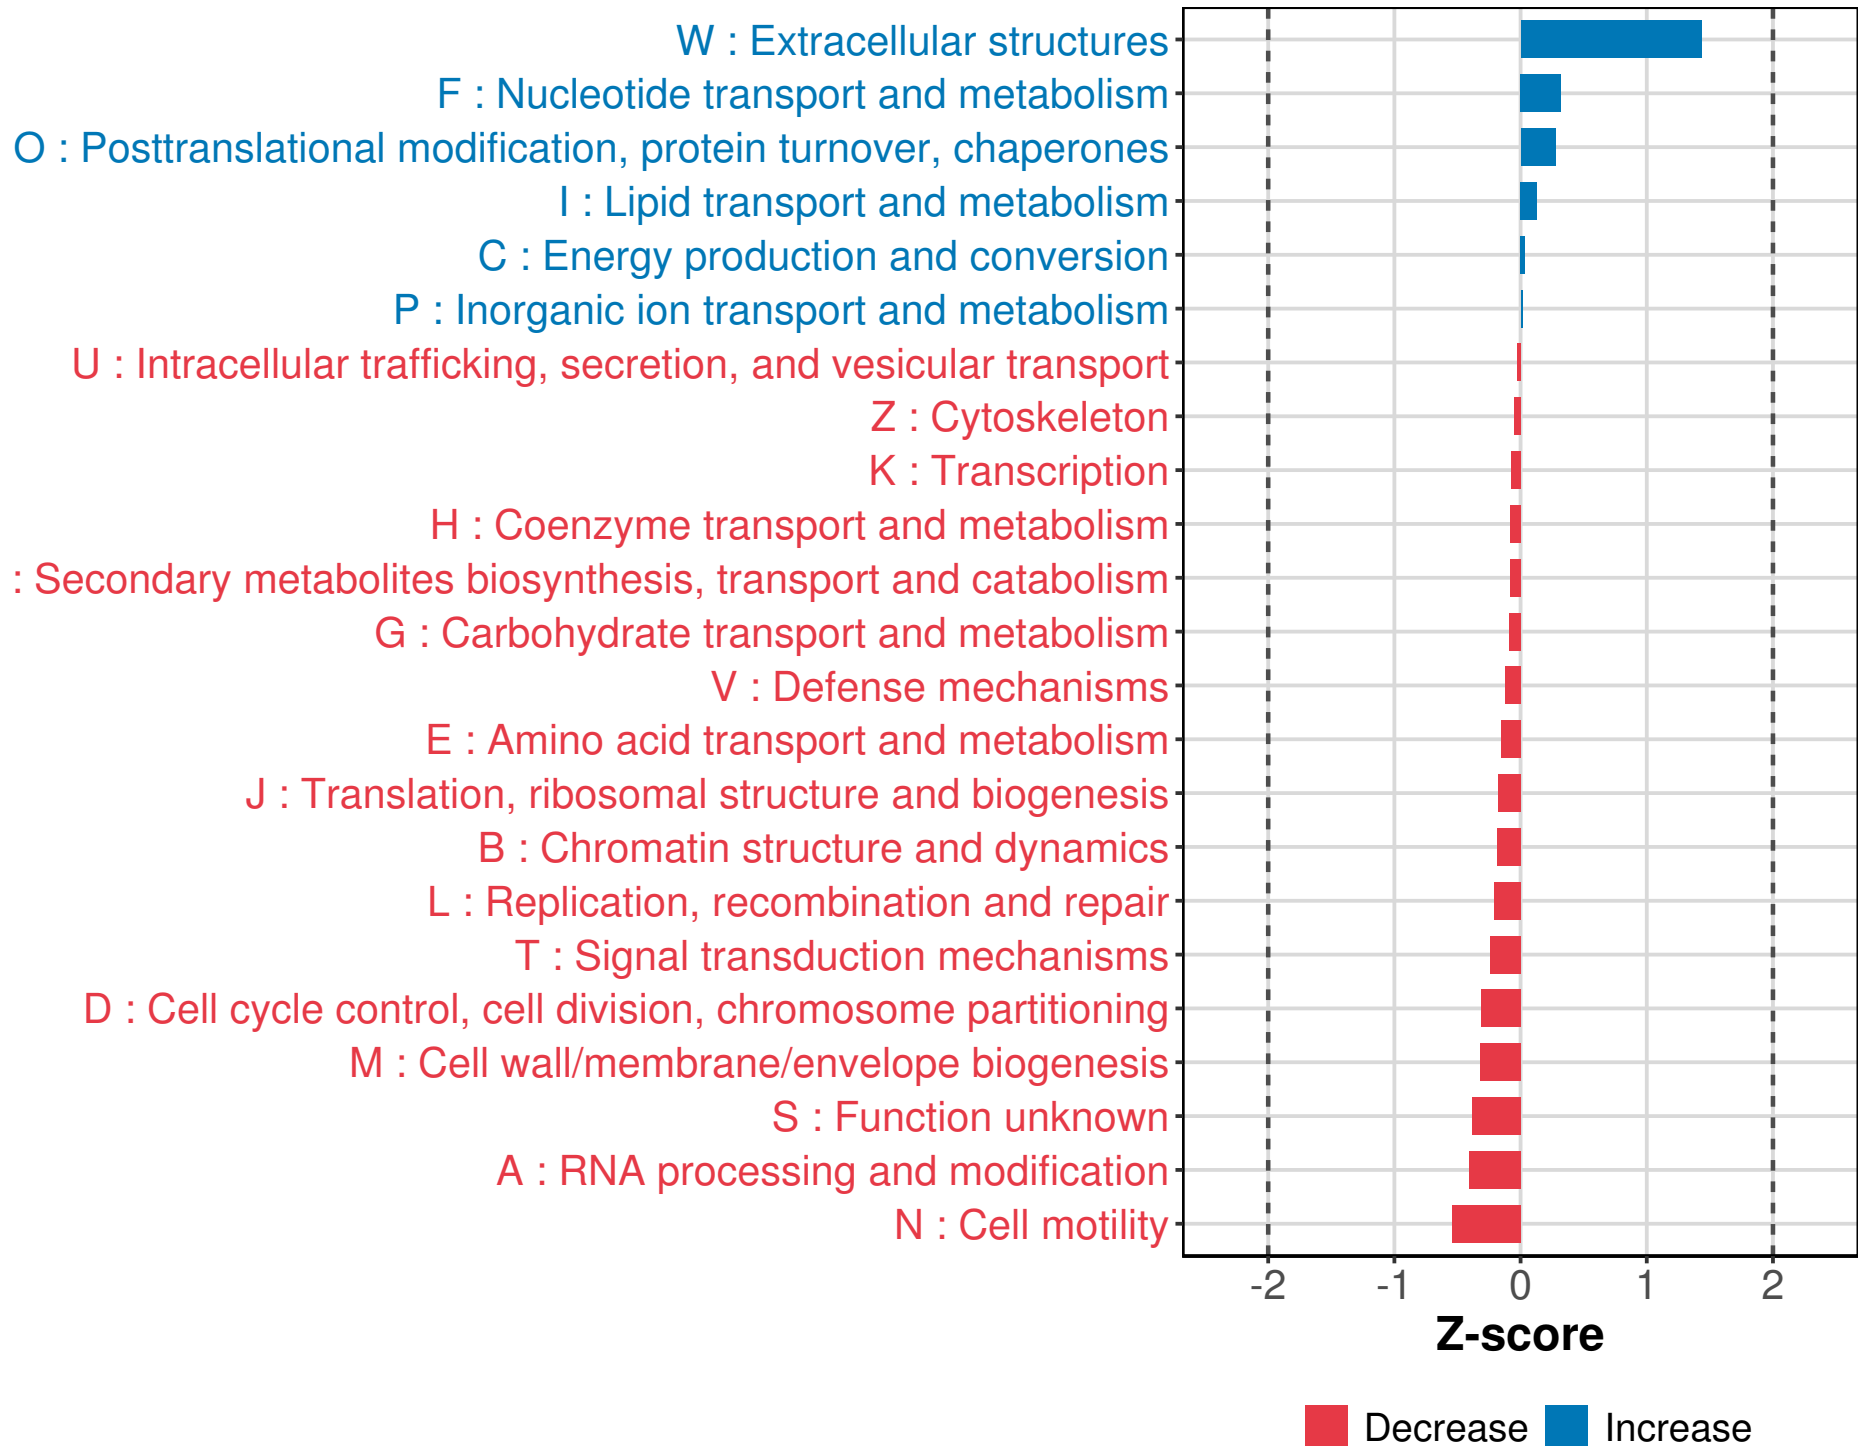 W : Extracellular structures
F : Nucleotide transport and metabolism
O : Posttranslational modification, protein turnover, chaperones
I : Lipid transport and metabolism
C : Energy production and conversion
P : Inorganic ion transport and metabolism
U : Intracellular trafficking, secretion, and vesicular transport
Z : Cytoskeleton
K : Transcription
H : Coenzyme transport and metabolism
: Secondary metabolites biosynthesis, transport and catabolism
G : Carbohydrate transport and metabolism
V : Defense mechanisms
E : Amino acid transport and metabolism
J : Translation, ribosomal structure and biogenesis
B : Chromatin structure and dynamics
L : Replication, recombination and repair
T : Signal transduction mechanisms
D : Cell cycle control, cell division, chromosome partitioning
M : Cell wall/membrane/envelope biogenesis
S : Function unknown
A : RNA processing and modification
N : Cell motility
-2 -1 0 1 2
Z-score
Decrease Increase